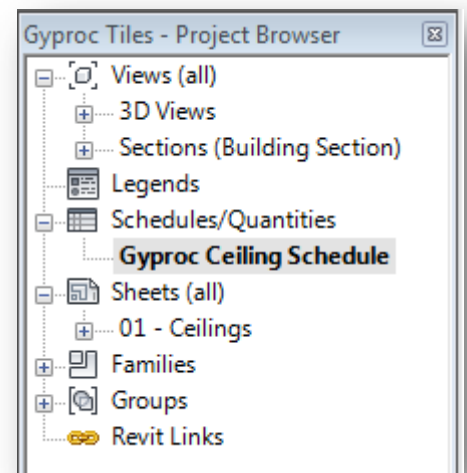 Gyproc Tiles - Project Browser
Views (all)
3D Views
Sections (Building Section)
Legends
Schedules/Quantities
Gyproc Ceiling Schedule
Sheets (all)
01 - Ceilings
Families
Groups
Revit Links